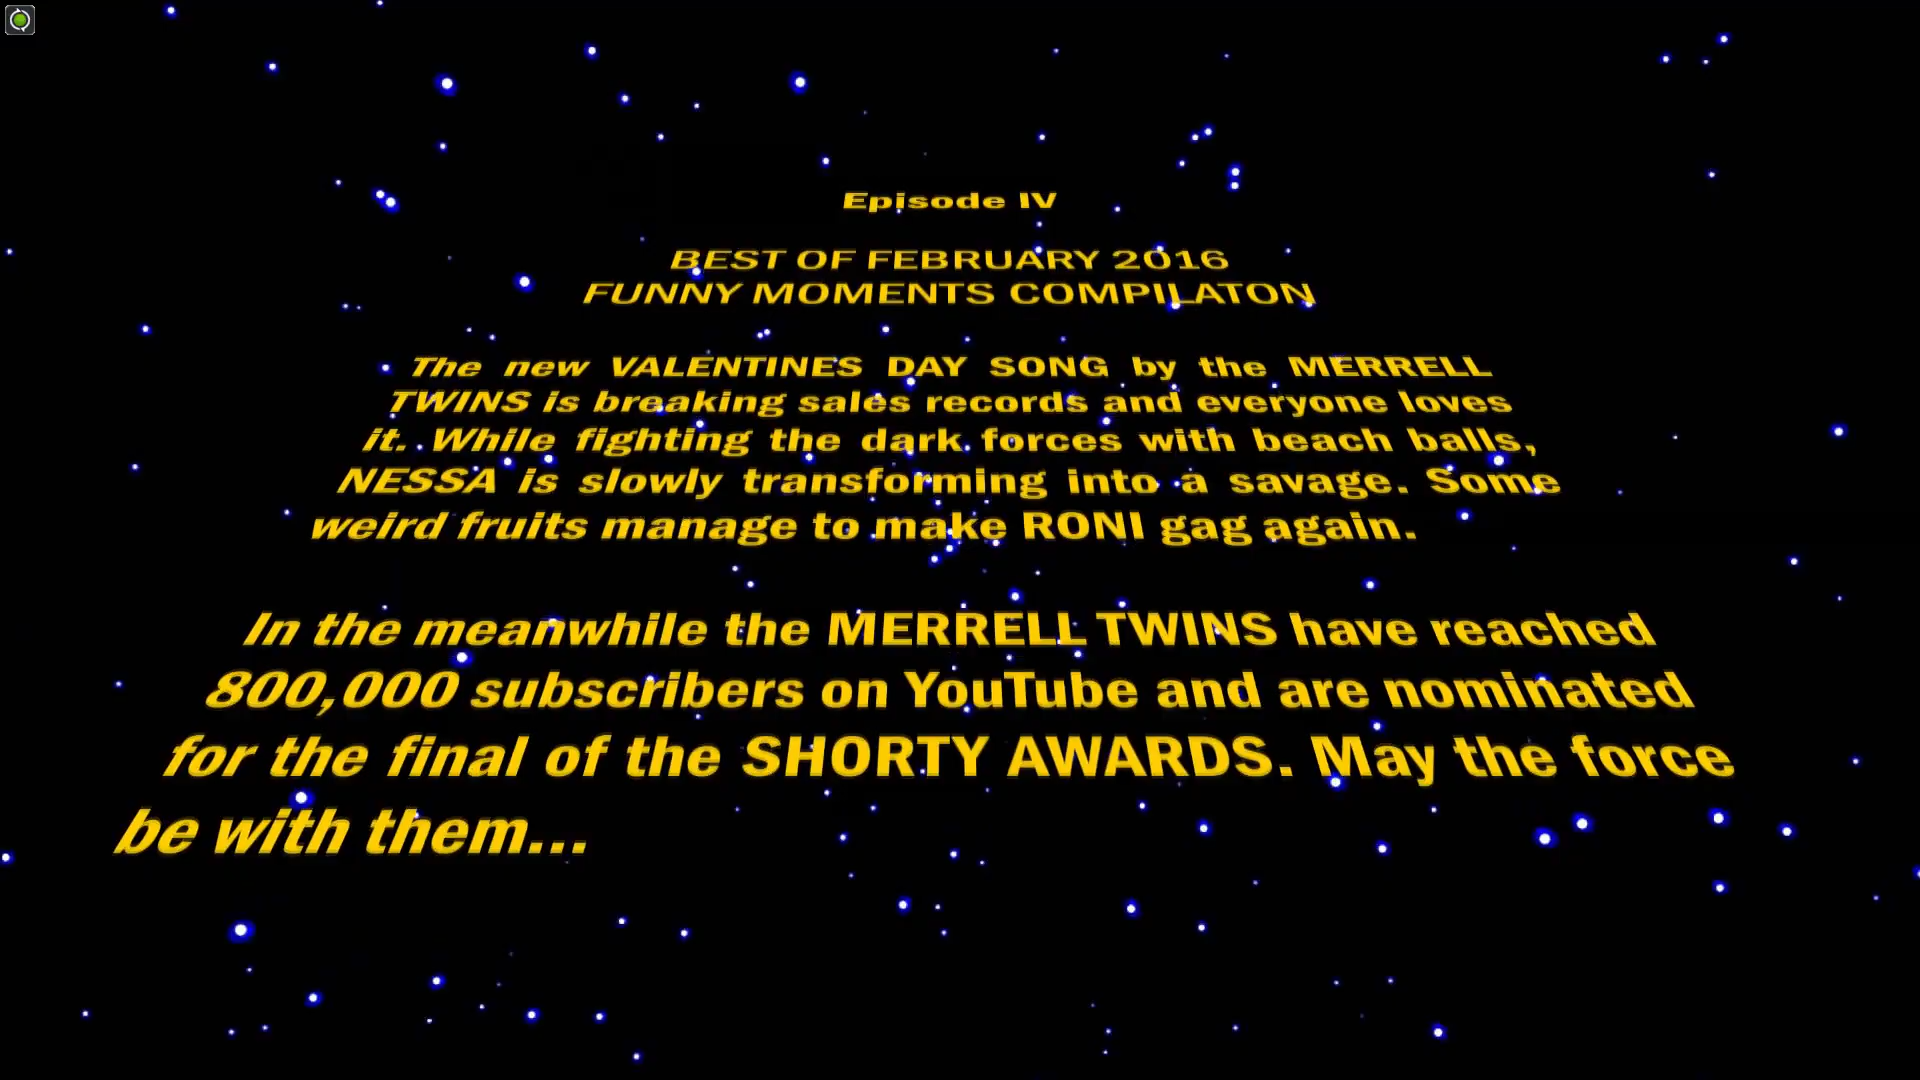 Episode IV
BEST OF FEBRUARY 2016
FUNNY MOMENTS COMPILATON
The new VALENTINES DAY SONG by the MERRELL
TWINS is breaking sales records and everyone loves
it. While fighting the dark forces with beach balls,
NESSA is slowly transforming into a savage. Some
weird fruits manage to make RONI gag again.
In the meanwhile the MERRELL TWINS have reached
800,000 subscribers on YouTube and are nominated
for the final of the SHORTY AWARDS. May the force
be with them...